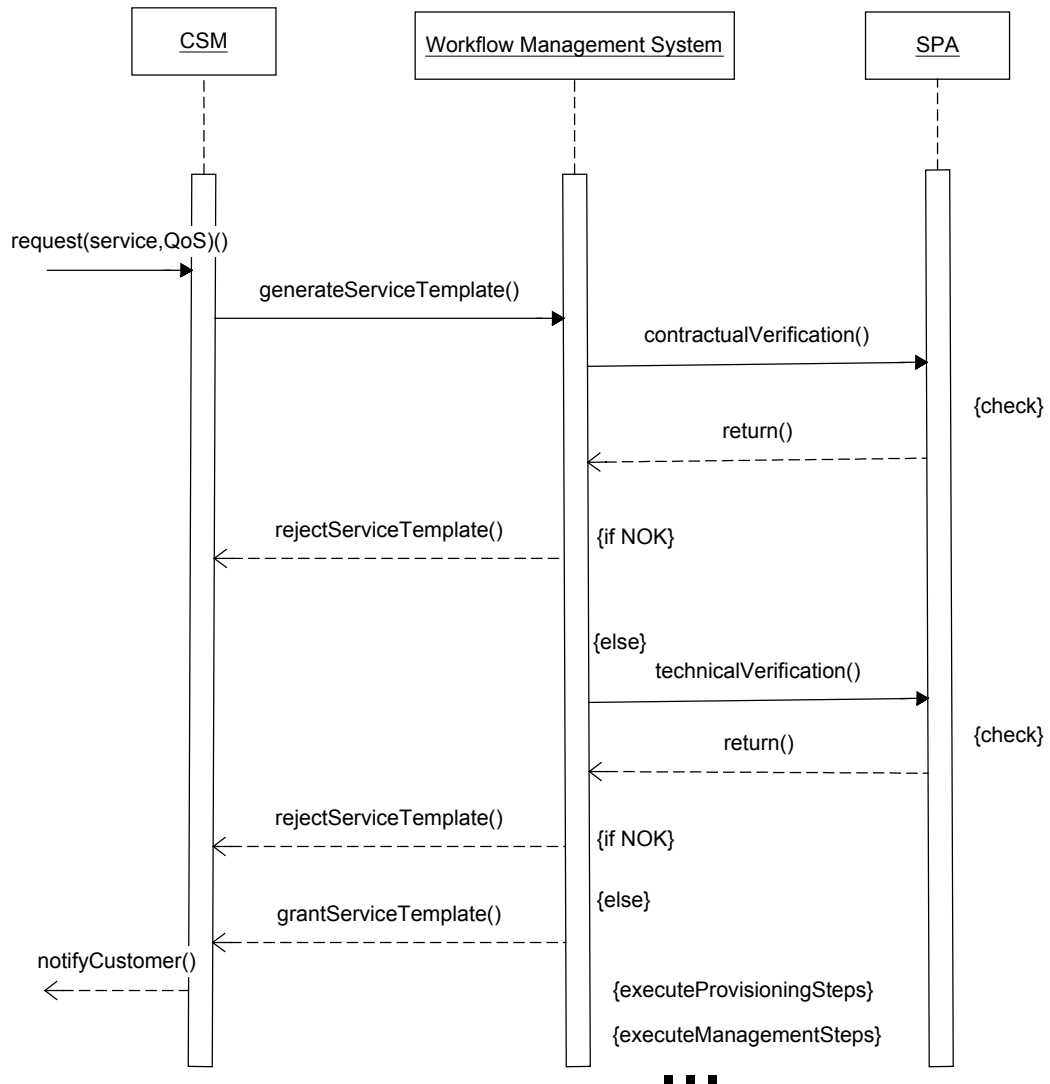 CSM
Workflow Management System
SPA
request(service,QoS)()
generateServiceTemplate()
contractualVerification()
{check}
return()
rejectServiceTemplate()
{if NOK}
{else}
technicalVerification()
{check}
return()
rejectServiceTemplate()
{if NOK}
{else}
grantServiceTemplate()
notifyCustomer()
{executeProvisioningSteps}
{executeManagementSteps}
...